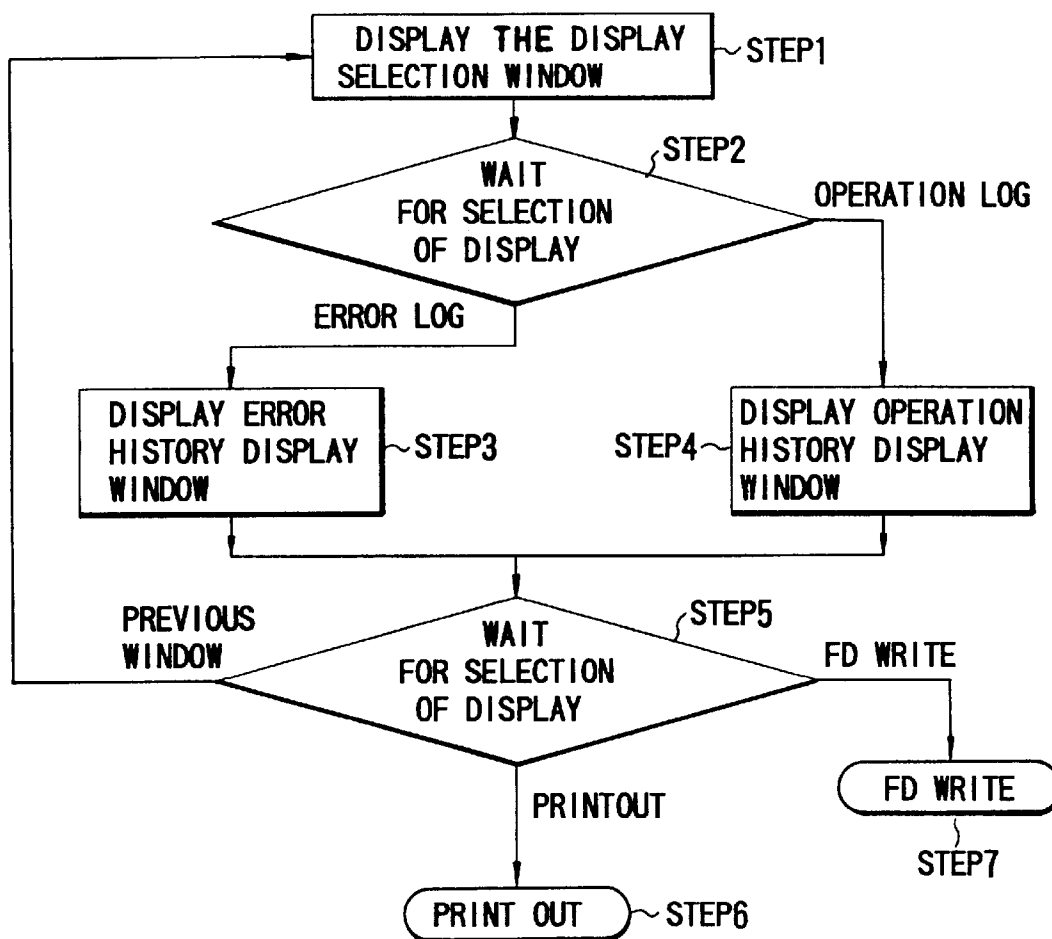 DISPLAY THE DISPLAY
SELECTION WINDOW
STEP1
STEP2
WAIT
FOR SELECTION
OF DISPLAY
OPERATION LOG
ERROR LOG
DISPLAY ERROR
HISTORY DISPLAY
WINDOW
STEP3
STEP4
DISPLAY OPERATION
HISTORY DISPLAY
WINDOW
PREVIOUS
WINDOW
STEP5
WAIT
FOR SELECTION
OF DISPLAY
FD WRITE
PRINTOUT
FD WRITE
STEP7
PRINT OUT
STEP6